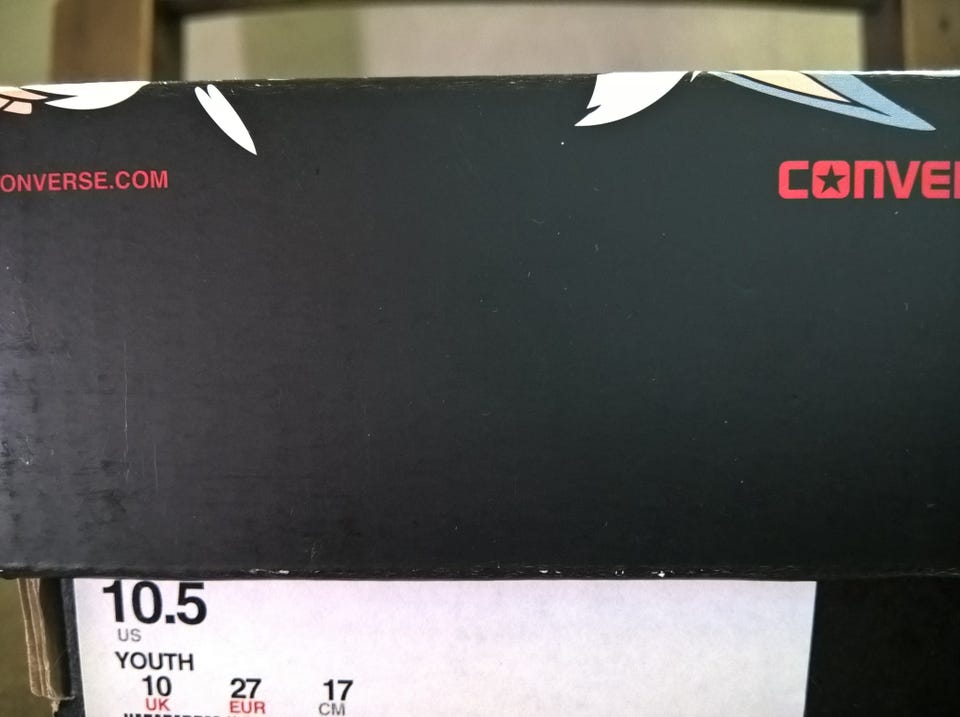 ONVERSE.COM
CONVE
10.5
US
YOUTH
10 27 17
UK EUR CM